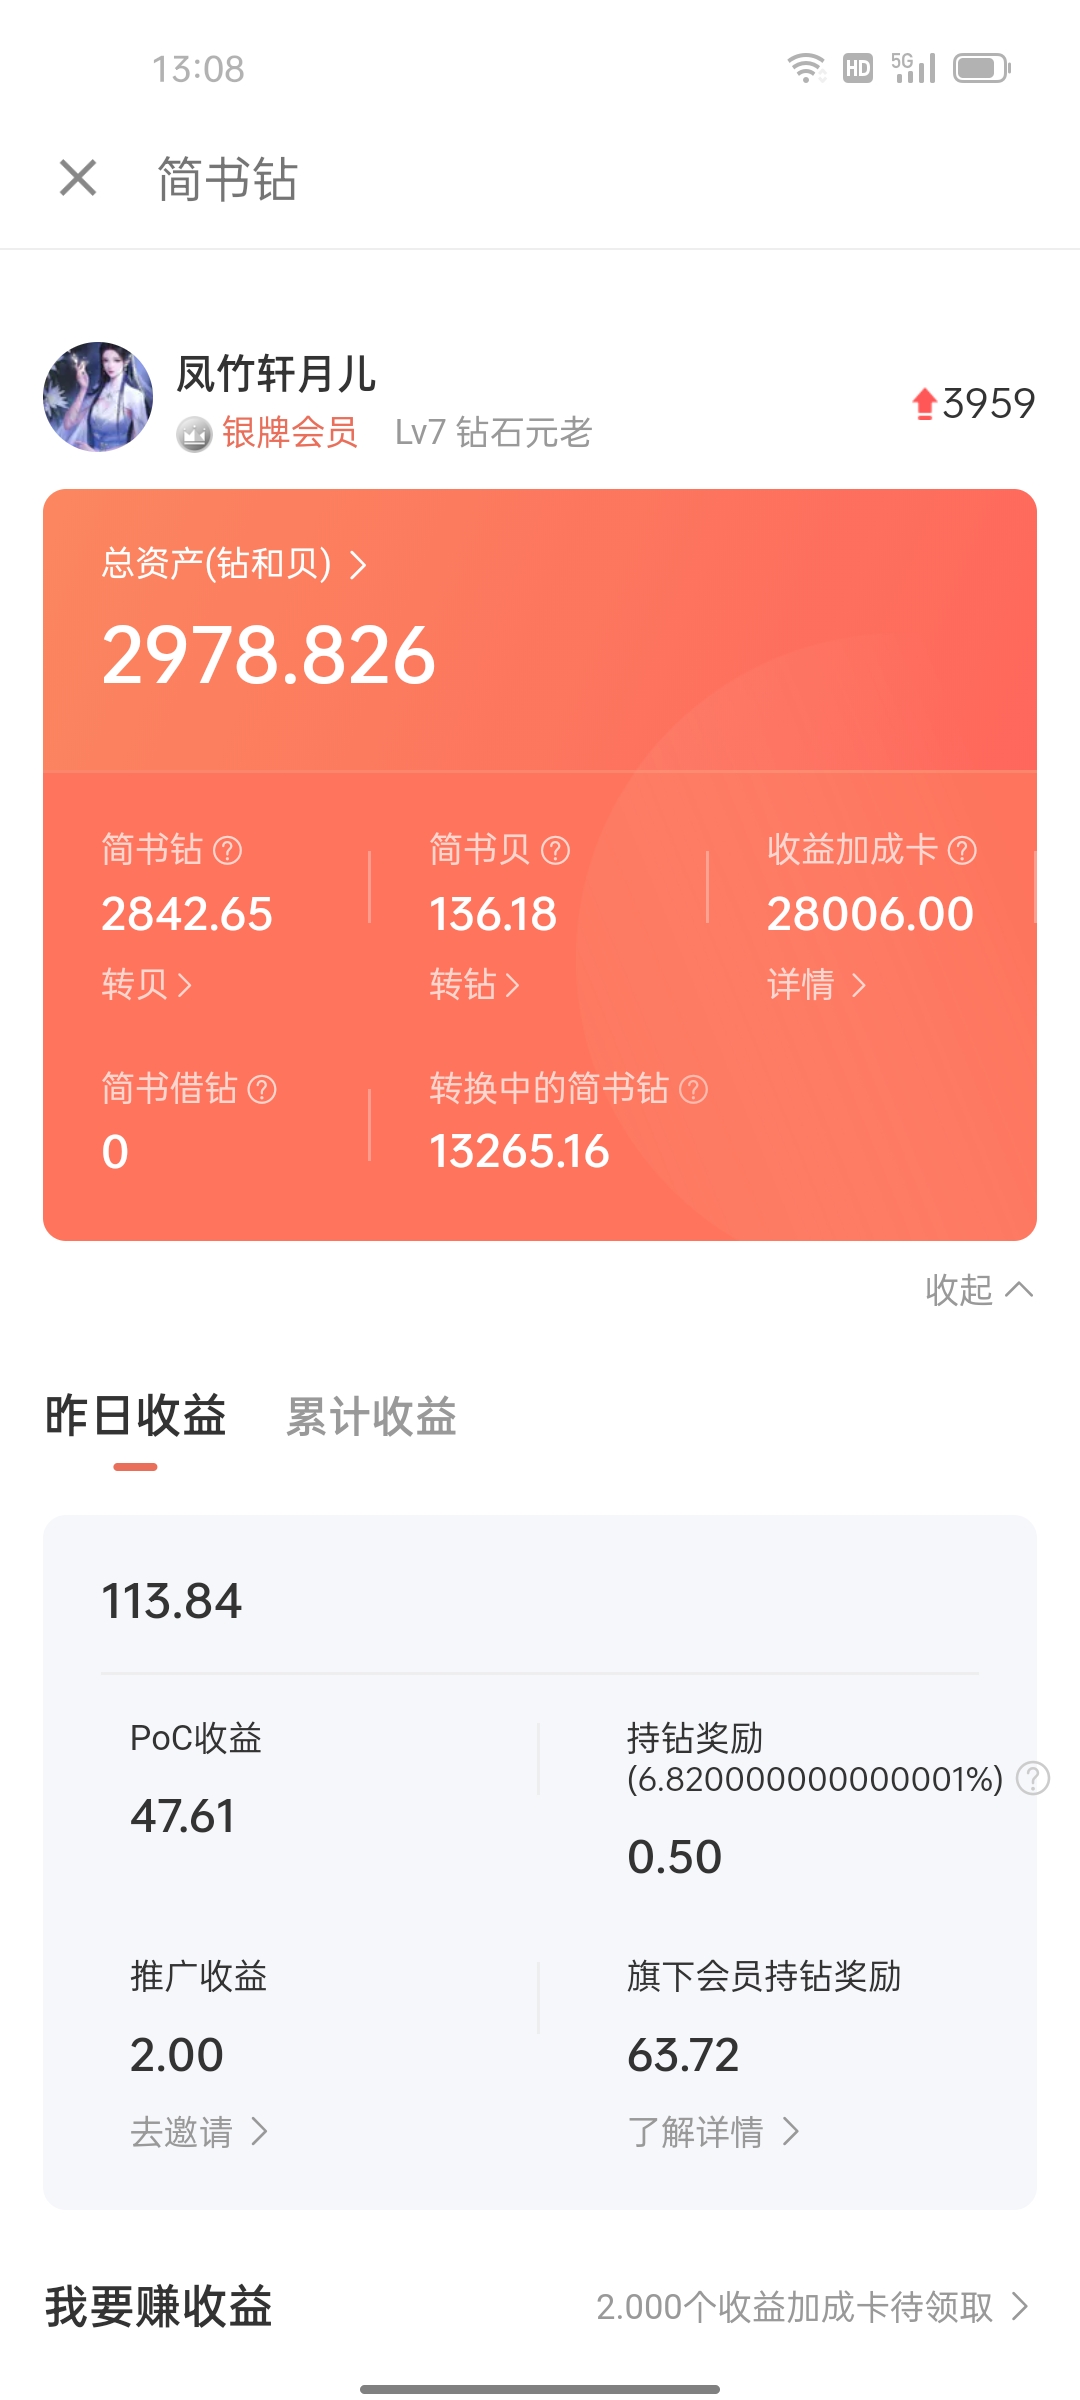 13:08
HD 5G
简书钻
凤竹轩月儿
银牌会员 Lv7 钻石元老
3959
总资产(钻和贝)
2978.826
简书钻 简书贝 收益加成卡
2842.65 136.18 28006.00
转贝 转钻 详情
简书借钻 转换中的简书钻
0 13265.16
收起
昨日收益 累计收益
113.84
PoC收益 持钻奖励
(6.820000000000001%)
47.61 0.50
推广收益 旗下会员持钻奖励
2.00 63.72
去邀请 了解详情
我要赚收益 2.000个收益加成卡待领取